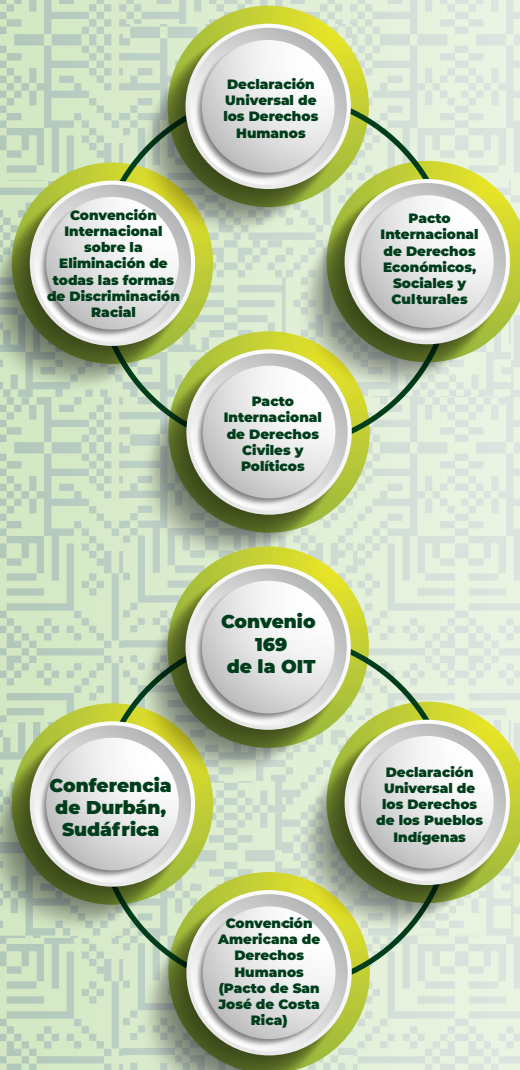 Declaración
Universal de
los Derechos
Humanos
Convención
Internacional
sobre la
Eliminación de
todas las formas
de Discriminación
Racial
Pacto
Internacional
de Derechos
Económicos,
Sociales y
Culturales
Pacto
Internacional
de Derechos
Civiles y
Políticos
Convenio
169
de la OIT
Conferencia
de Durbán,
Sudáfrica
Declaración
Universal de
los Derechos
de los Pueblos
Indígenas
Convención
Americana de
Derechos
Humanos
(Pacto de San
José de Costa
Rica)